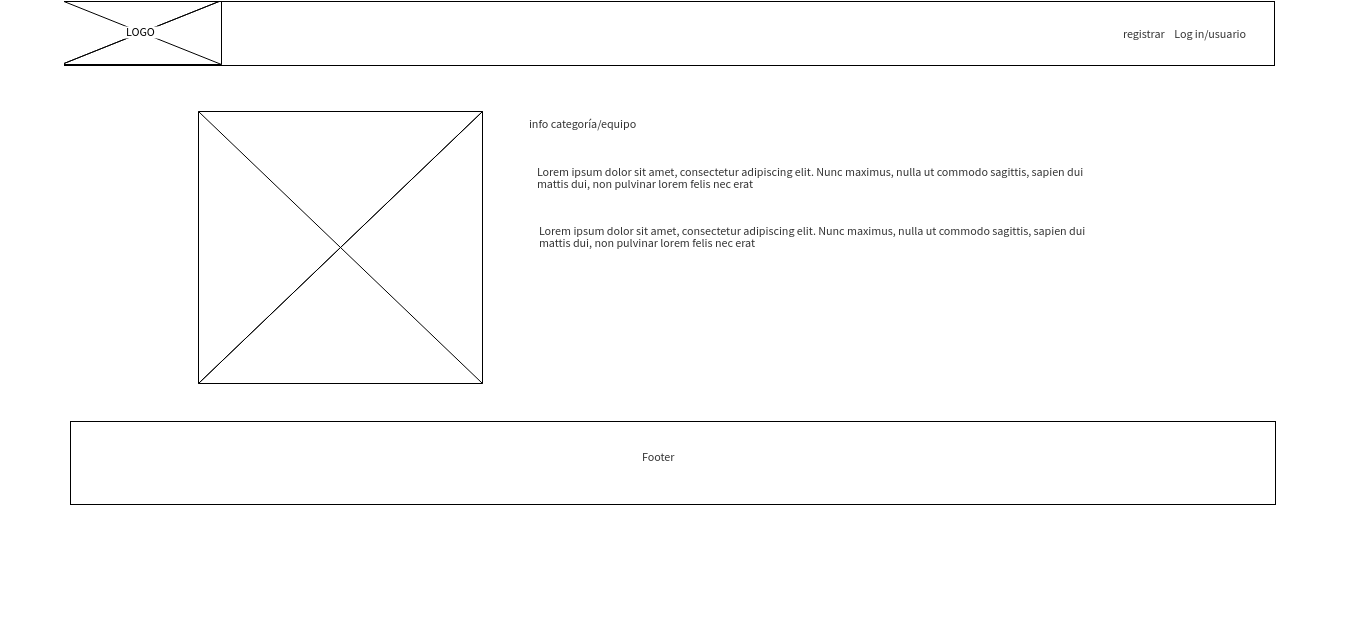 LOGO
registrar Log in/usuario
info categoría/equipo
Lorem ipsum dolor sit amet, consectetur adipiscing elit. Nunc maximus, nulla ut commodo sagittis, sapien dui
mattis dui, non pulvinar lorem felis nec erat
Lorem ipsum dolor sit amet, consectetur adipiscing elit. Nunc maximus, nulla ut commodo sagittis, sapien dui
mattis dui, non pulvinar lorem felis nec erat
Footer